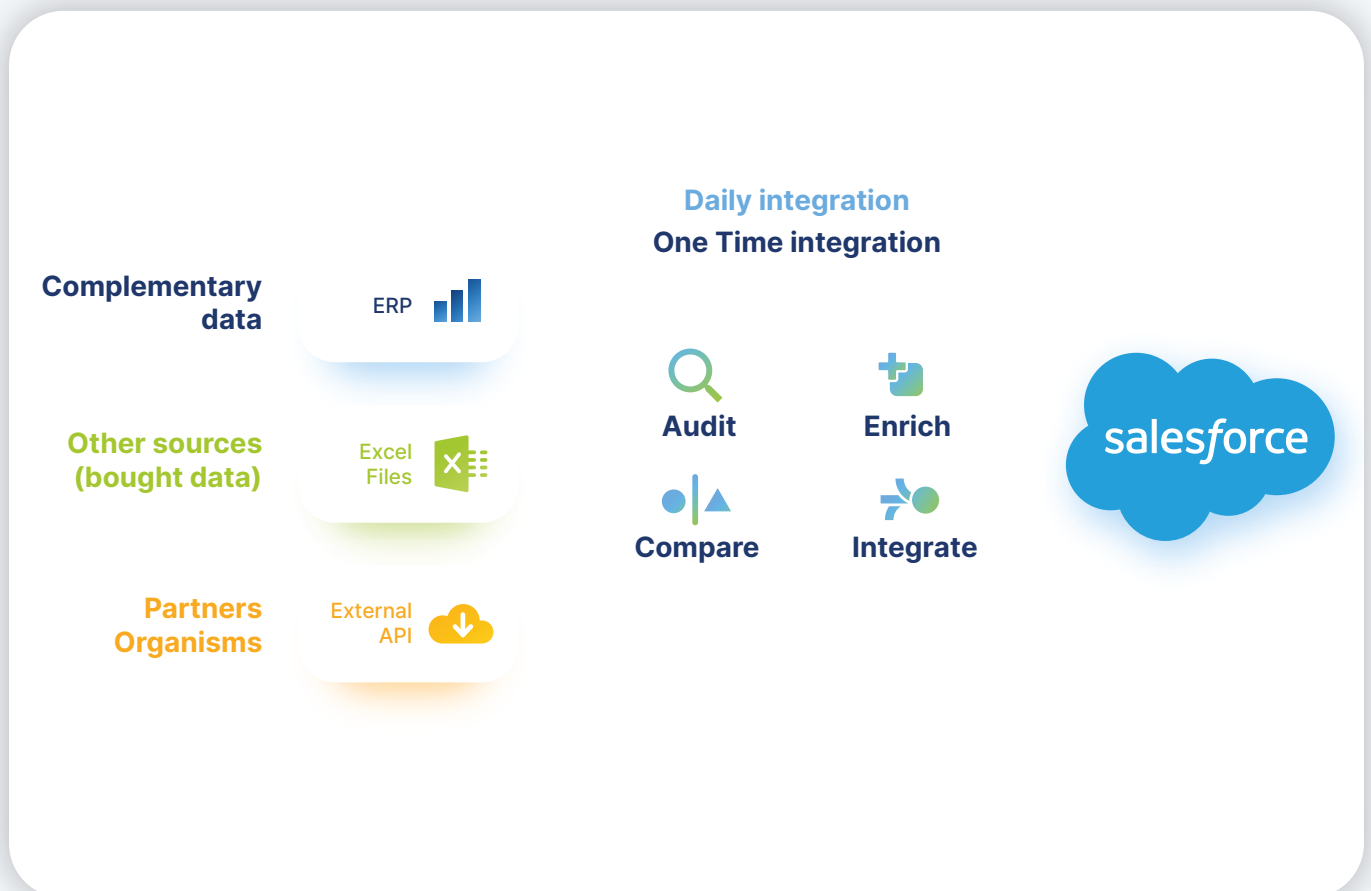 Daily integration
One Time integration
Complementary
data
ERP
Other sources
(bought data)
Excel
Files
Partners
Organisms
External
API
Audit
Enrich
Compare
Integrate
salesforce